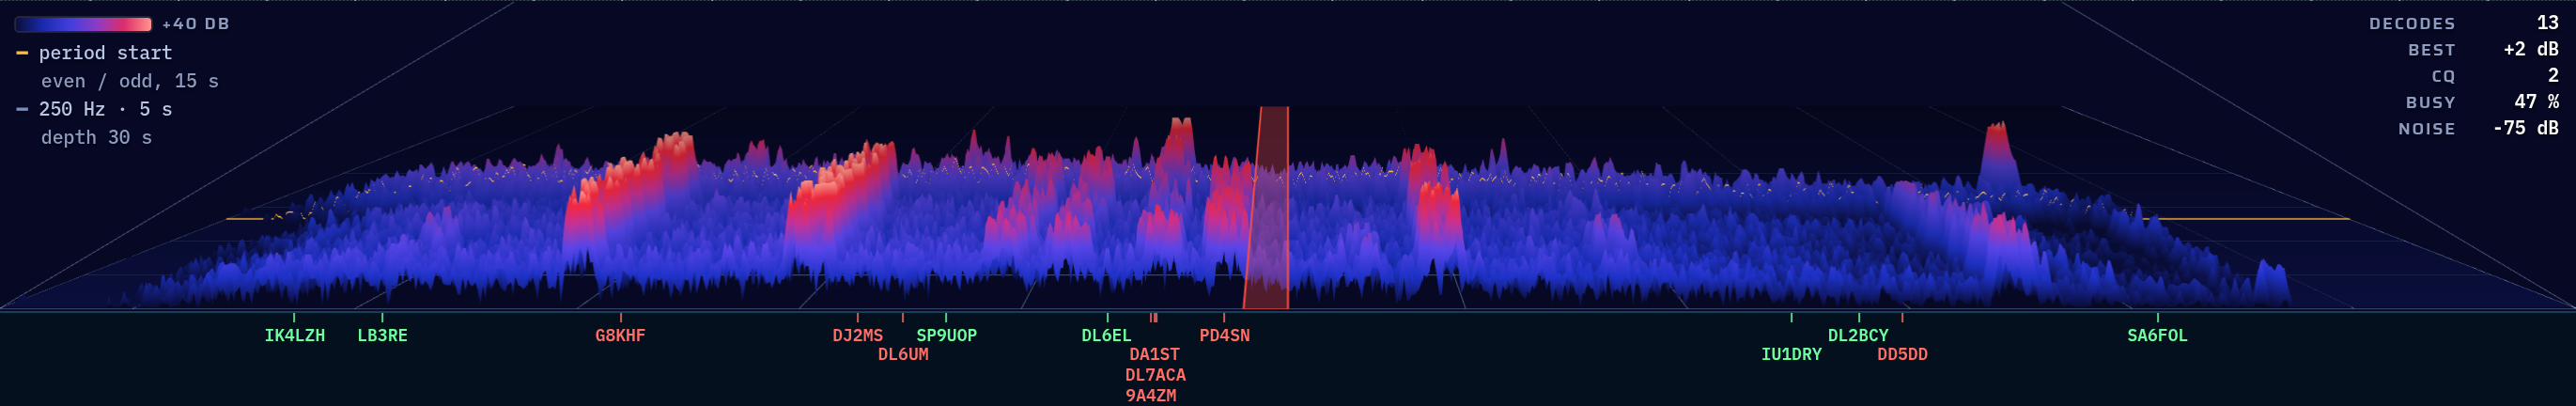 +40 DB
period start
even / odd, 15 s
250 Hz · 5 s
depth 30 s
DECODES 13
BEST +2 dB
CQ 2
BUSY 47 %
NOISE -75 dB
IK4LZH LB3RE G8KHF DJ2MS SP9UOP DL6EL PD4SN DL2BCY SA6FOL
DL6UM DA1ST IU1DRY DD5DD
DL7ACA
9A4ZM